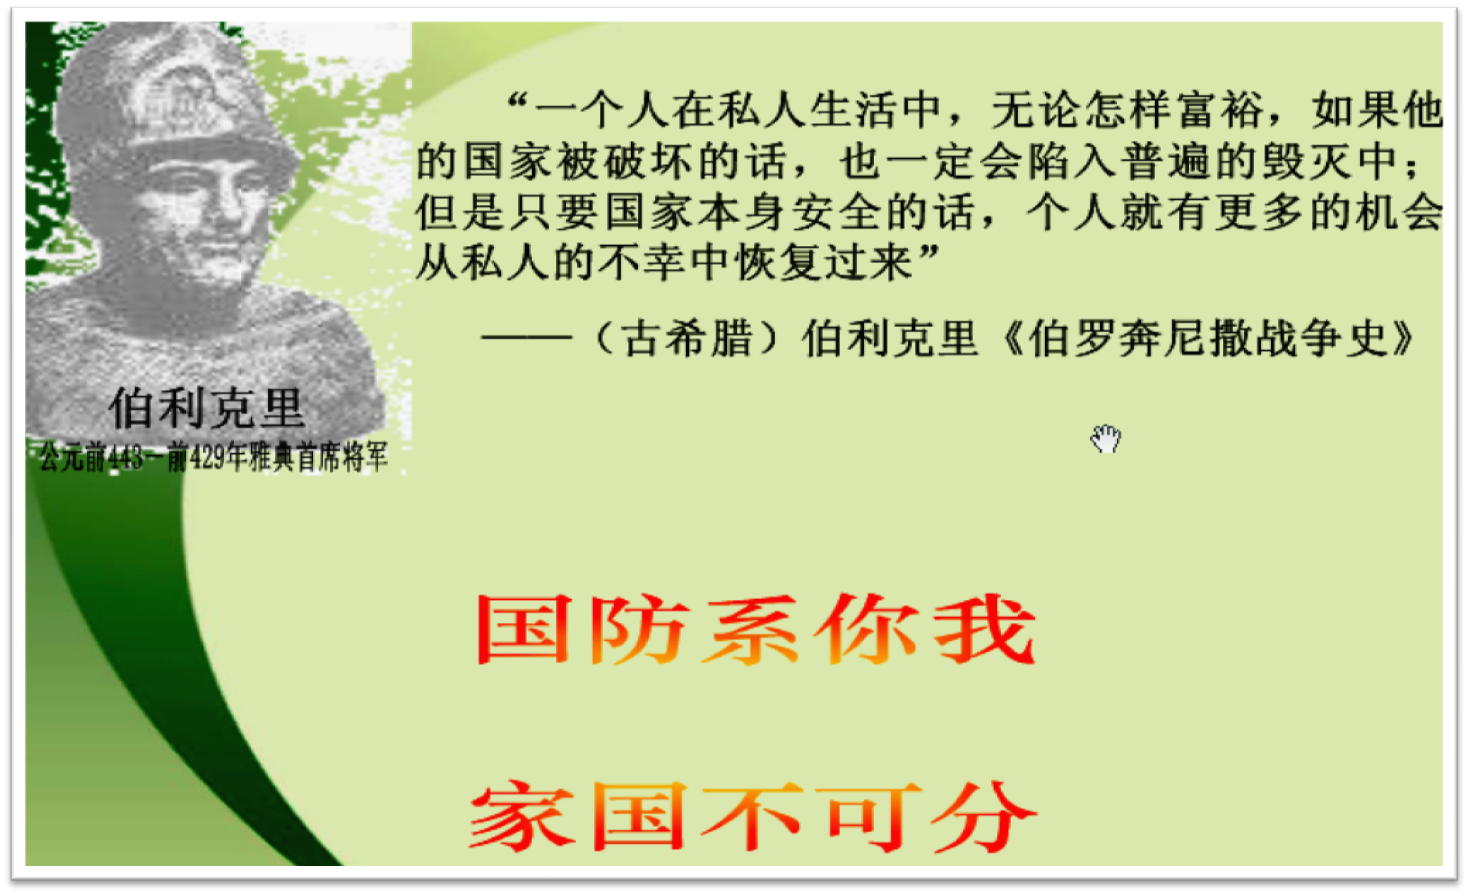 “一个人在私人生活中，无论怎样富裕，如果他
的国家被破坏的话，也一定会陷入普遍的毁灭中；
但是只要国家本身安全的话，个人就有更多的机会
从私人的不幸中恢复过来”
——（古希腊）伯利克里《伯罗奔尼撒战争史》
伯利克里
公元前443－前429年雅典首席将军
国防系你我
家国不可分